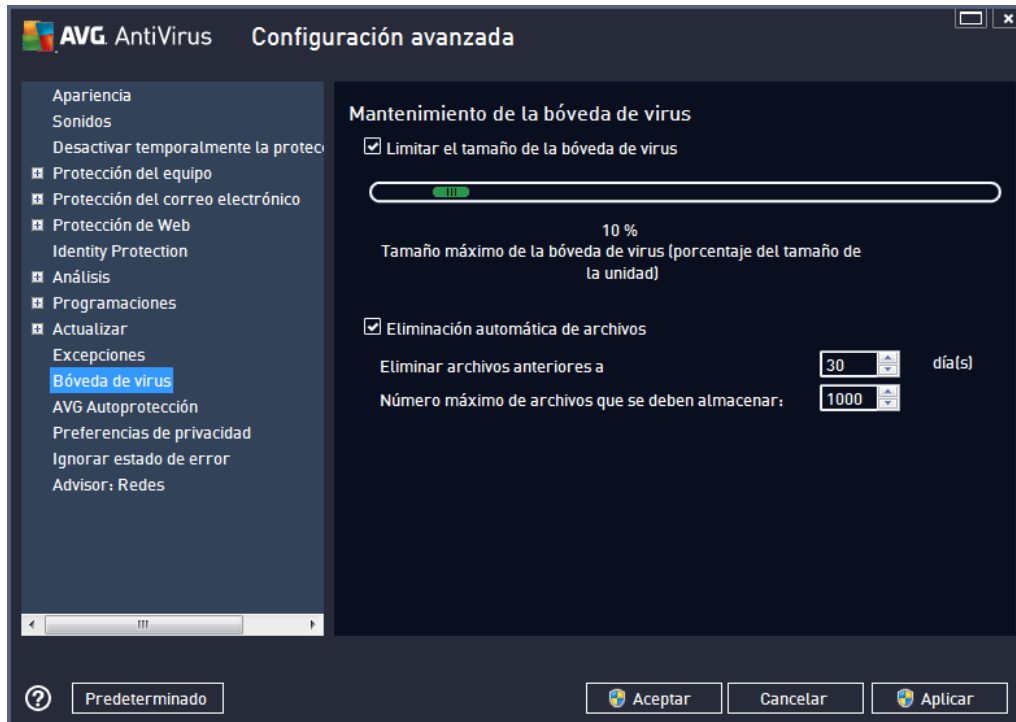 AVG. AntiVirus
Configuración avanzada
Apariencia
Sonidos
Desactivar temporalmente la protec
Protección del equipo
Protección del correo electrónico
Protección de Web
Identity Protection
Análisis
Programaciones
Actualizar
Excepciones
Bóveda de virus
AVG Autoprotección
Preferencias de privacidad
Ignorar estado de error
Advisor: Redes
Mantenimiento de la bóveda de virus
Limitar el tamaño de la bóveda de virus
10 %
Tamaño máximo de la bóveda de virus (porcentaje del tamaño de
la unidad)
Eliminación automática de archivos
Eliminar archivos anteriores a 30 día(s)
Número máximo de archivos que se deben almacenar: 1000
Predeterminado
Aceptar
Cancelar
Aplicar